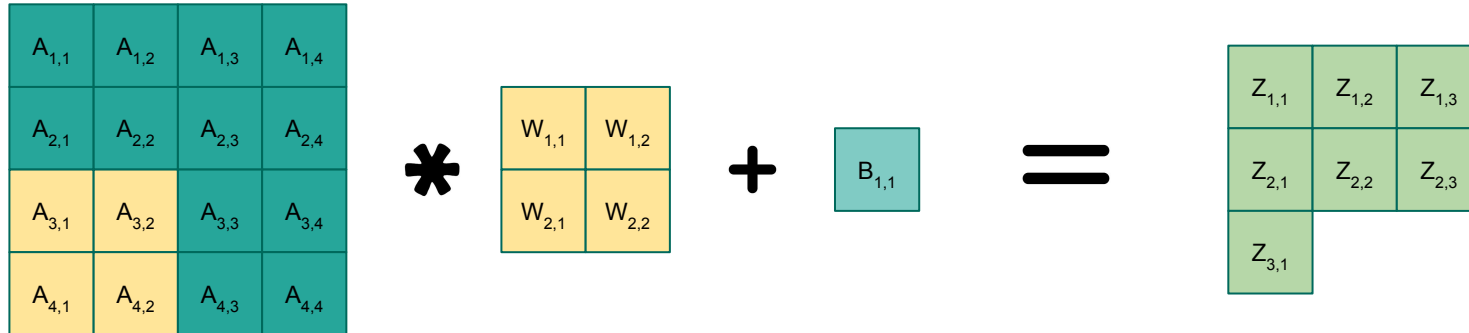 A1,1 A1,2 A1,3 A1,4
A2,1 A2,2 A2,3 A2,4
A3,1 A3,2 A3,3 A3,4
A4,1 A4,2 A4,3 A4,4
*
W1,1 W1,2
W2,1 W2,2
+
B1,1
=
Z1,1 Z1,2 Z1,3
Z2,1 Z2,2 Z2,3
Z3,1